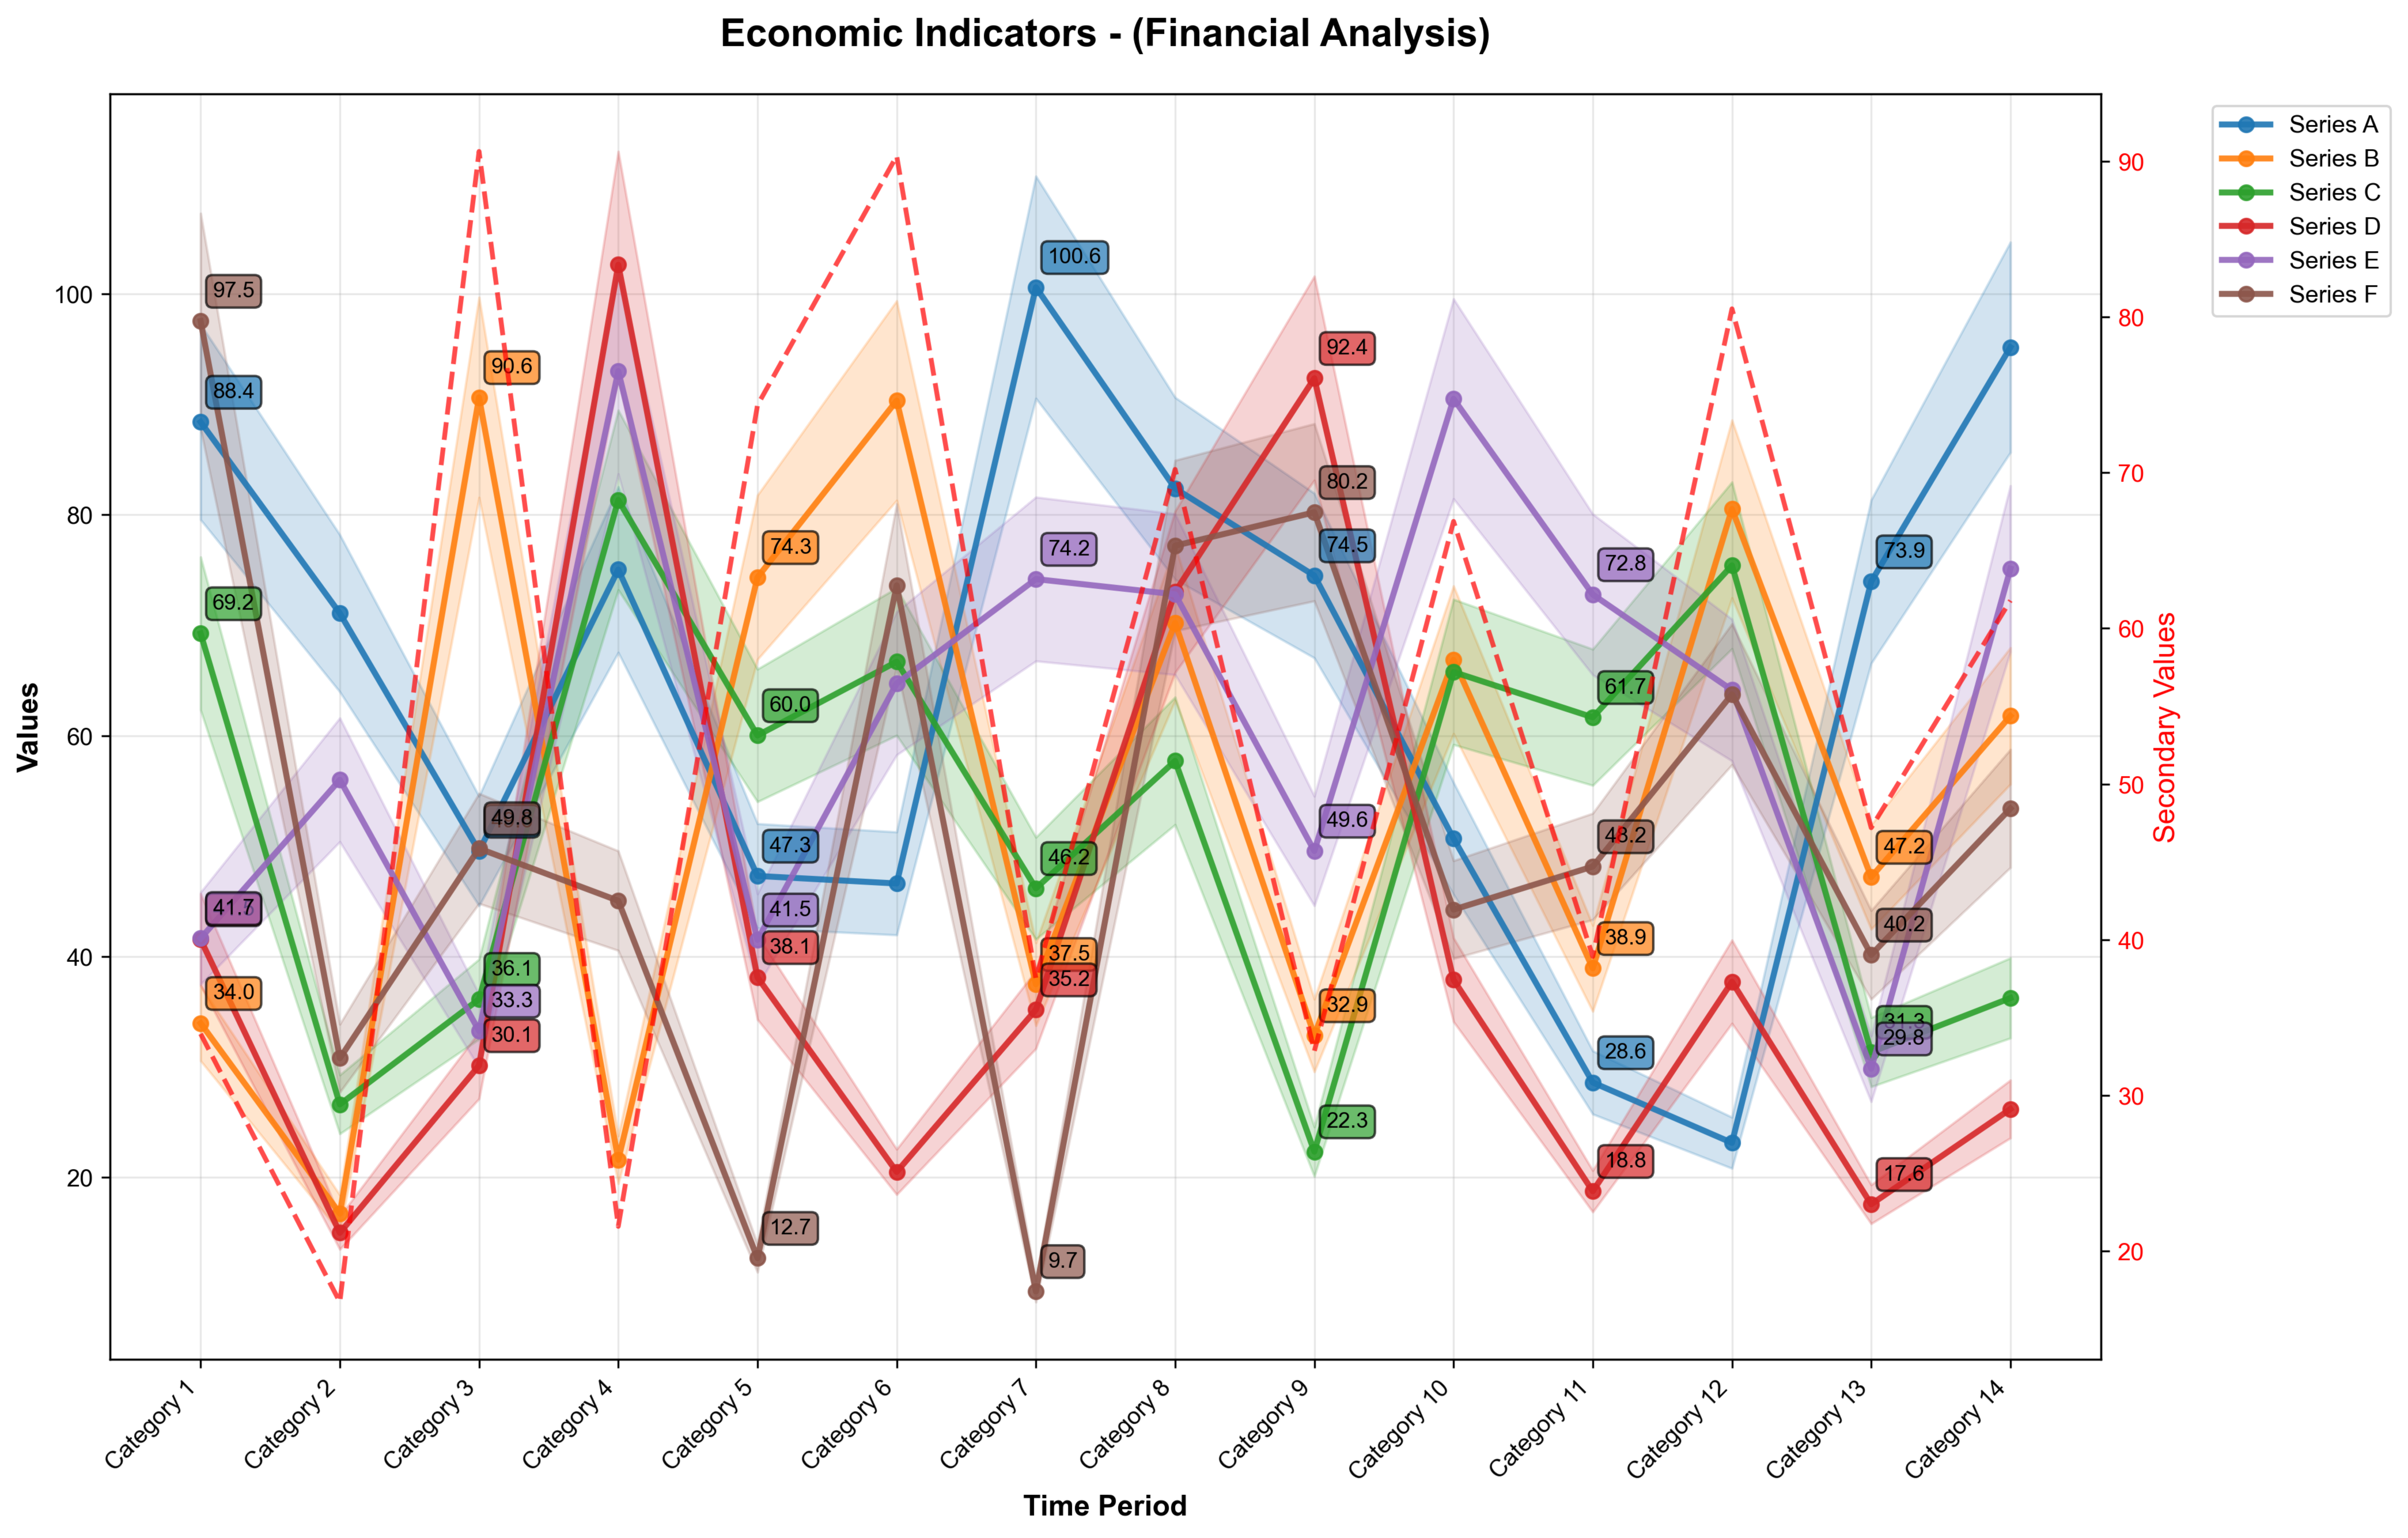 Economic Indicators - (Financial Analysis)
Values
100
80
60
40
20
90
80
70
60
50
40
30
20
Secondary Values
Series A
Series B
Series C
Series D
Series E
Series F
97.5
88.4
69.2
41.7
34.0
90.6
49.8
36.1
33.3
30.1
74.3
60.0
47.3
41.5
38.1
12.7
100.6
74.2
46.2
37.5
35.2
9.7
92.4
80.2
74.5
49.6
32.9
22.3
72.8
61.7
48.2
38.9
28.6
18.8
73.9
47.2
40.2
31.3
29.8
17.6
Category 1
Category 2
Category 3
Category 4
Category 5
Category 6
Category 7
Category 8
Category 9
Category 10
Category 11
Category 12
Category 13
Category 14
Time Period